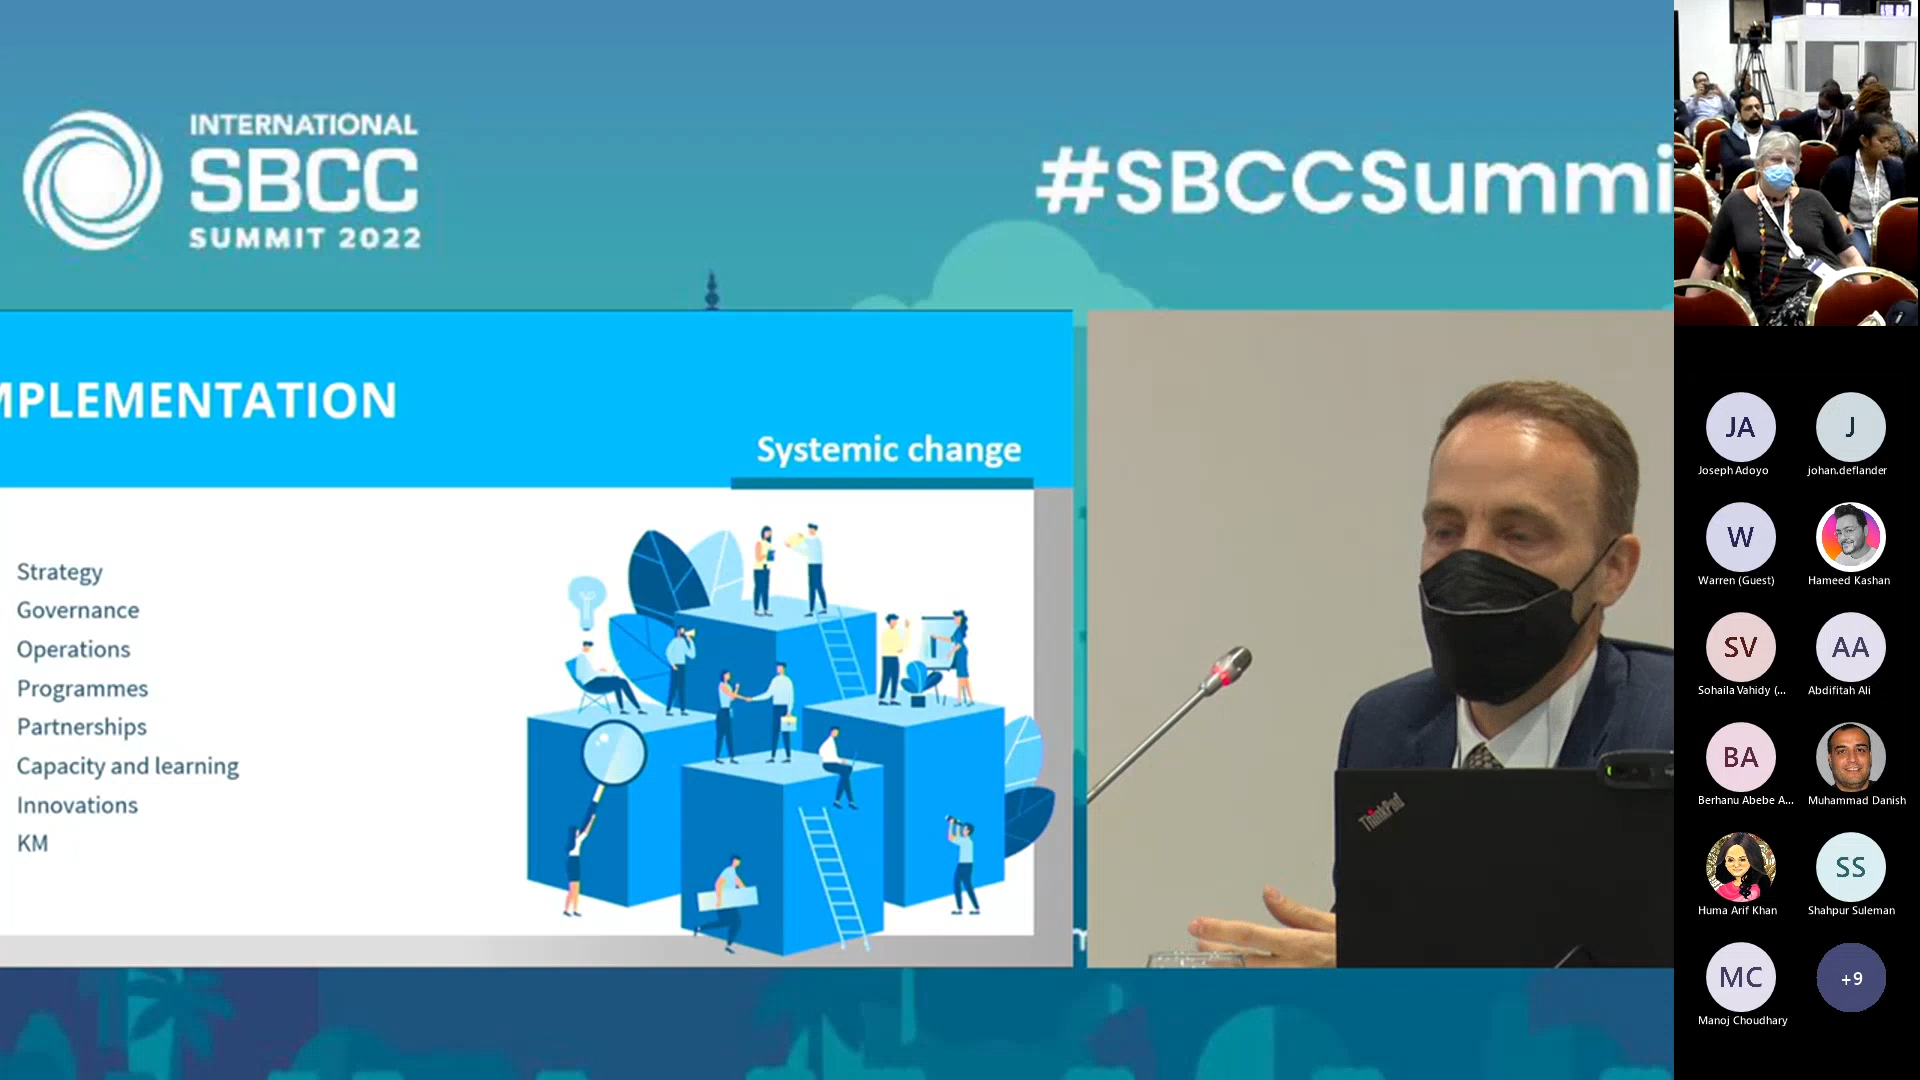 INTERNATIONAL
SBCC
SUMMIT 2022
#SBCCSummi
MPLEMENTATION
Systemic change
Strategy
Governance
Operations
Programmes
Partnerships
Capacity and learning
Innovations
KM
ThinkPad
JA
Joseph Adoyo
J
johan.deflander
W
Warren (Guest)
Hameed Kashan
SV
Sohaila Vahidy (...
AA
Abdifitah Ali
BA
Berhanu Abebe A...
Muhammad Danish
Huma Arif Khan
SS
Shahpur Suleman
MC
Manoj Choudhary
+9